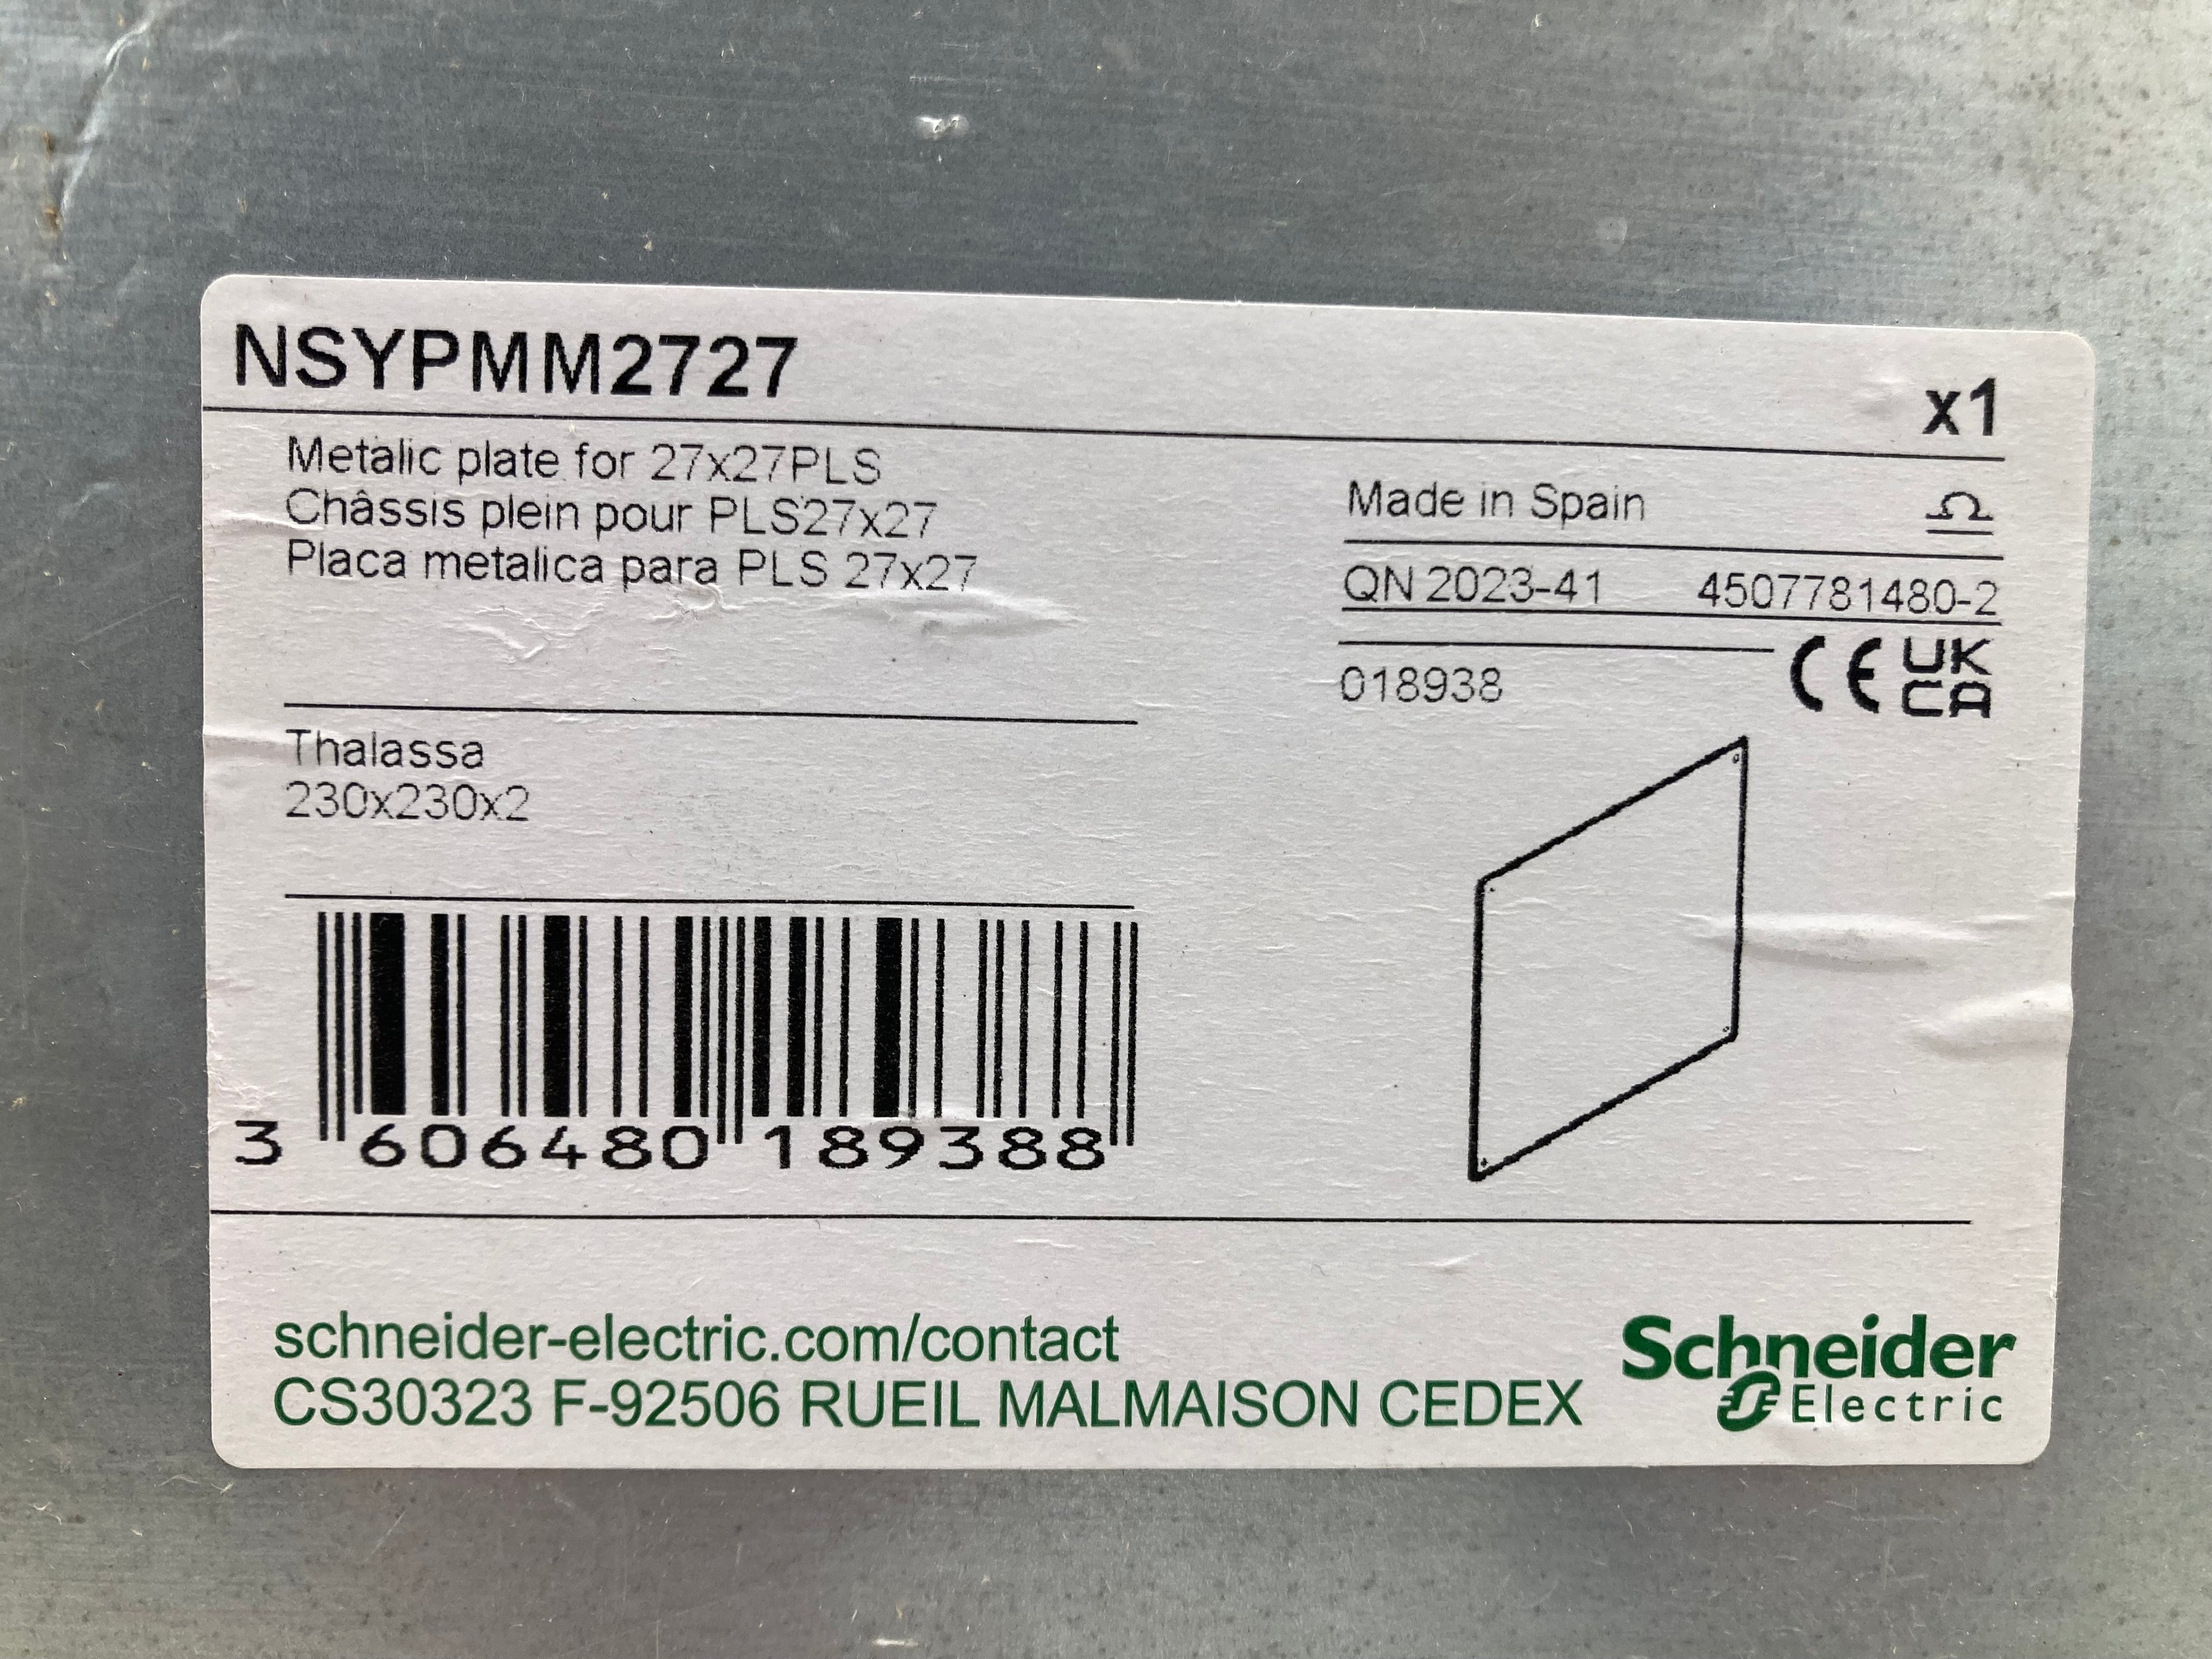 NSYPMM2727
x1
Metalic plate for 27x27PLS
Châssis plein pour PLS27x27
Placa metalica para PLS 27x27
Made in Spain
QN 2023-41 4507781480-2
018938
CE UK CA
Thalassa
230x230x2
3 606480 189388
schneider-electric.com/contact
CS30323 F-92506 RUEIL MALMAISON CEDEX
Schneider
Electric